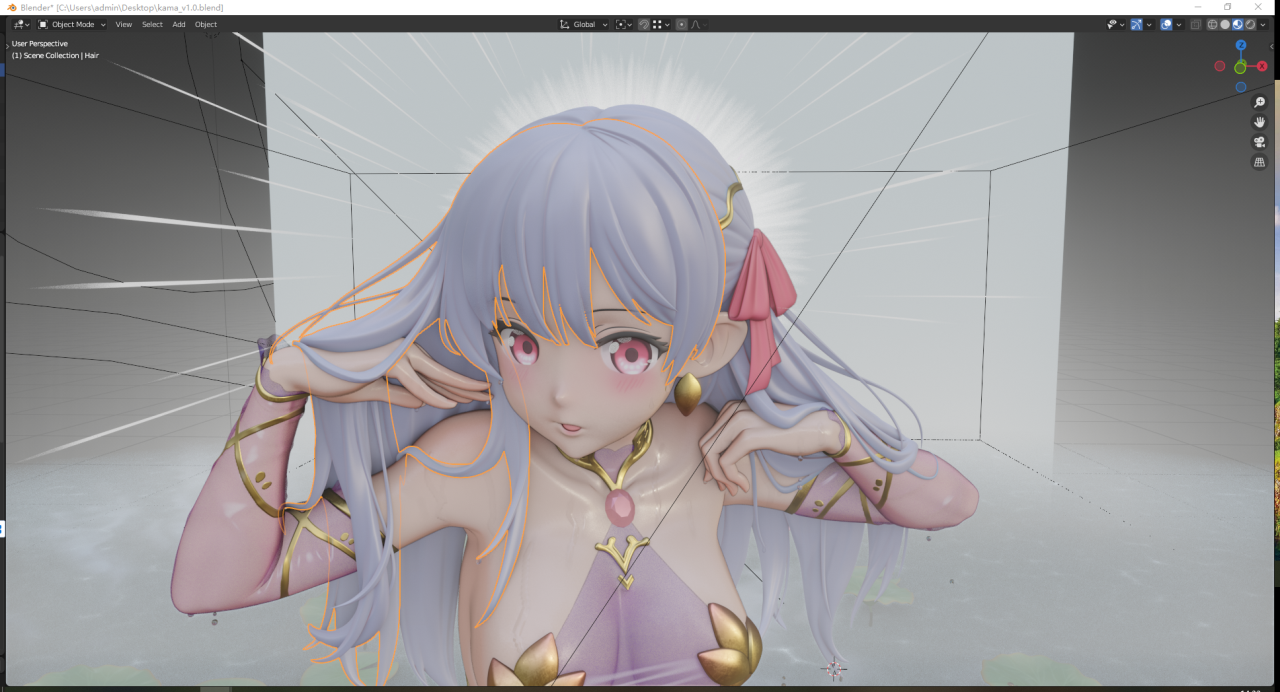 Blender* [C:\Users\admin\Desktop\kama_v1.0.blend]
Object Mode View Select Add Object Global
User Perspective
(1) Scene Collection | Hair
Z
X